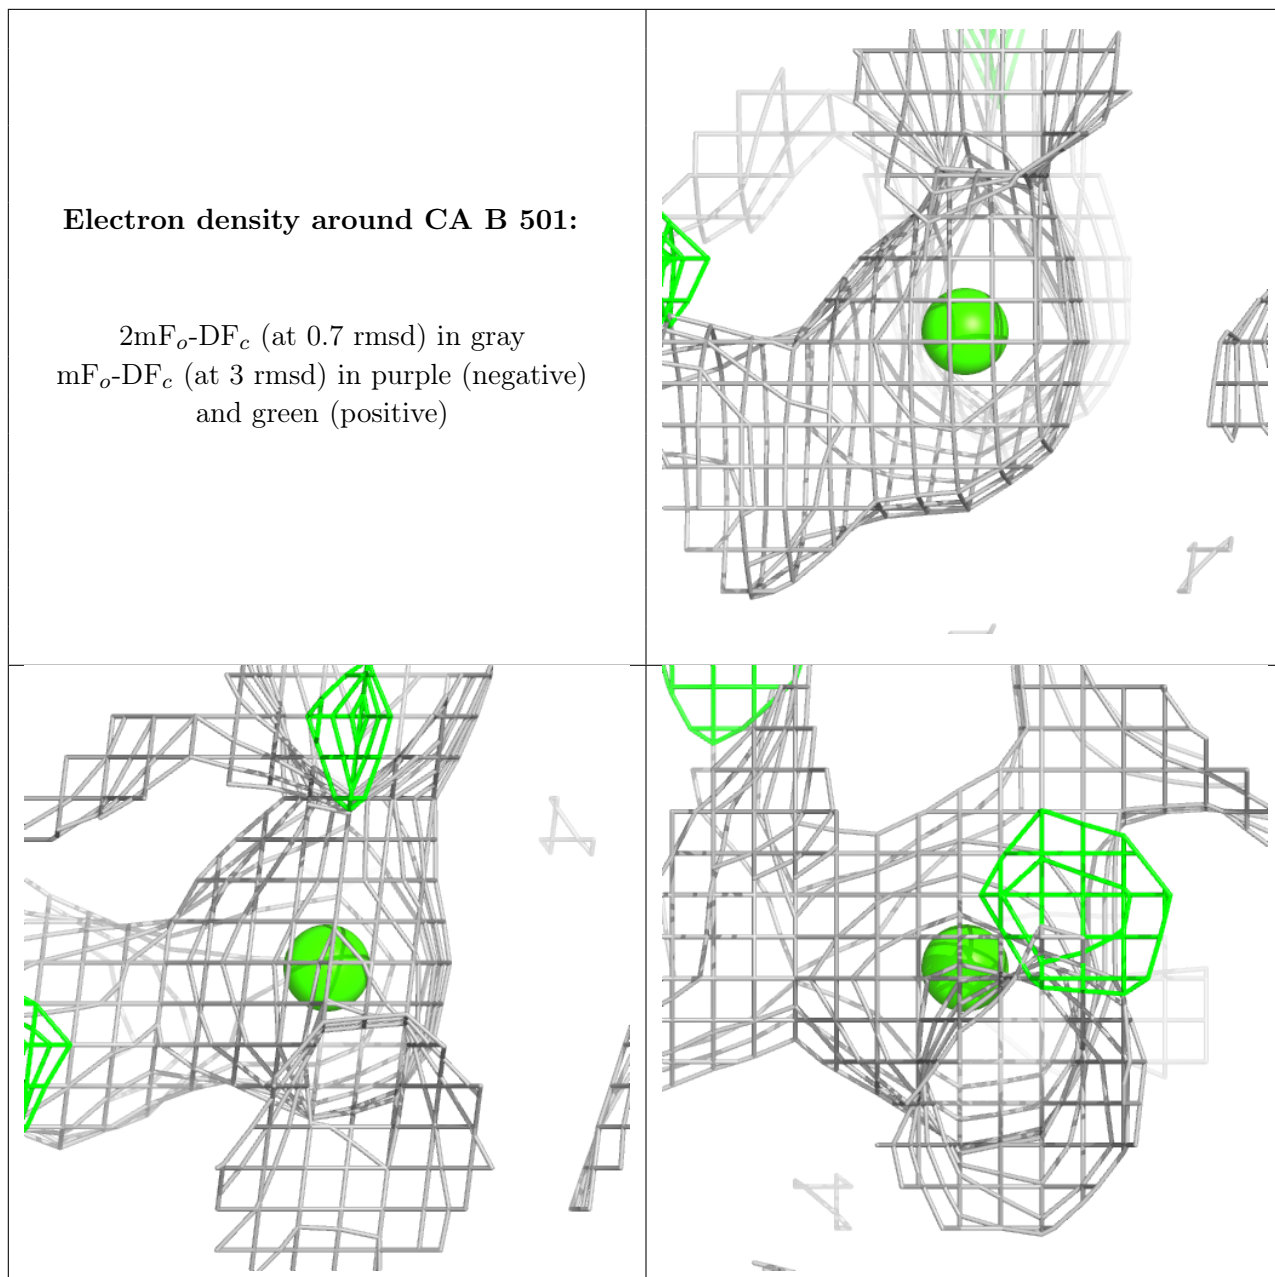 Electron density around CA B 501:
2mFo-DFc (at 0.7 rmsd) in gray
mFo-DFc (at 3 rmsd) in purple (negative)
and green (positive)